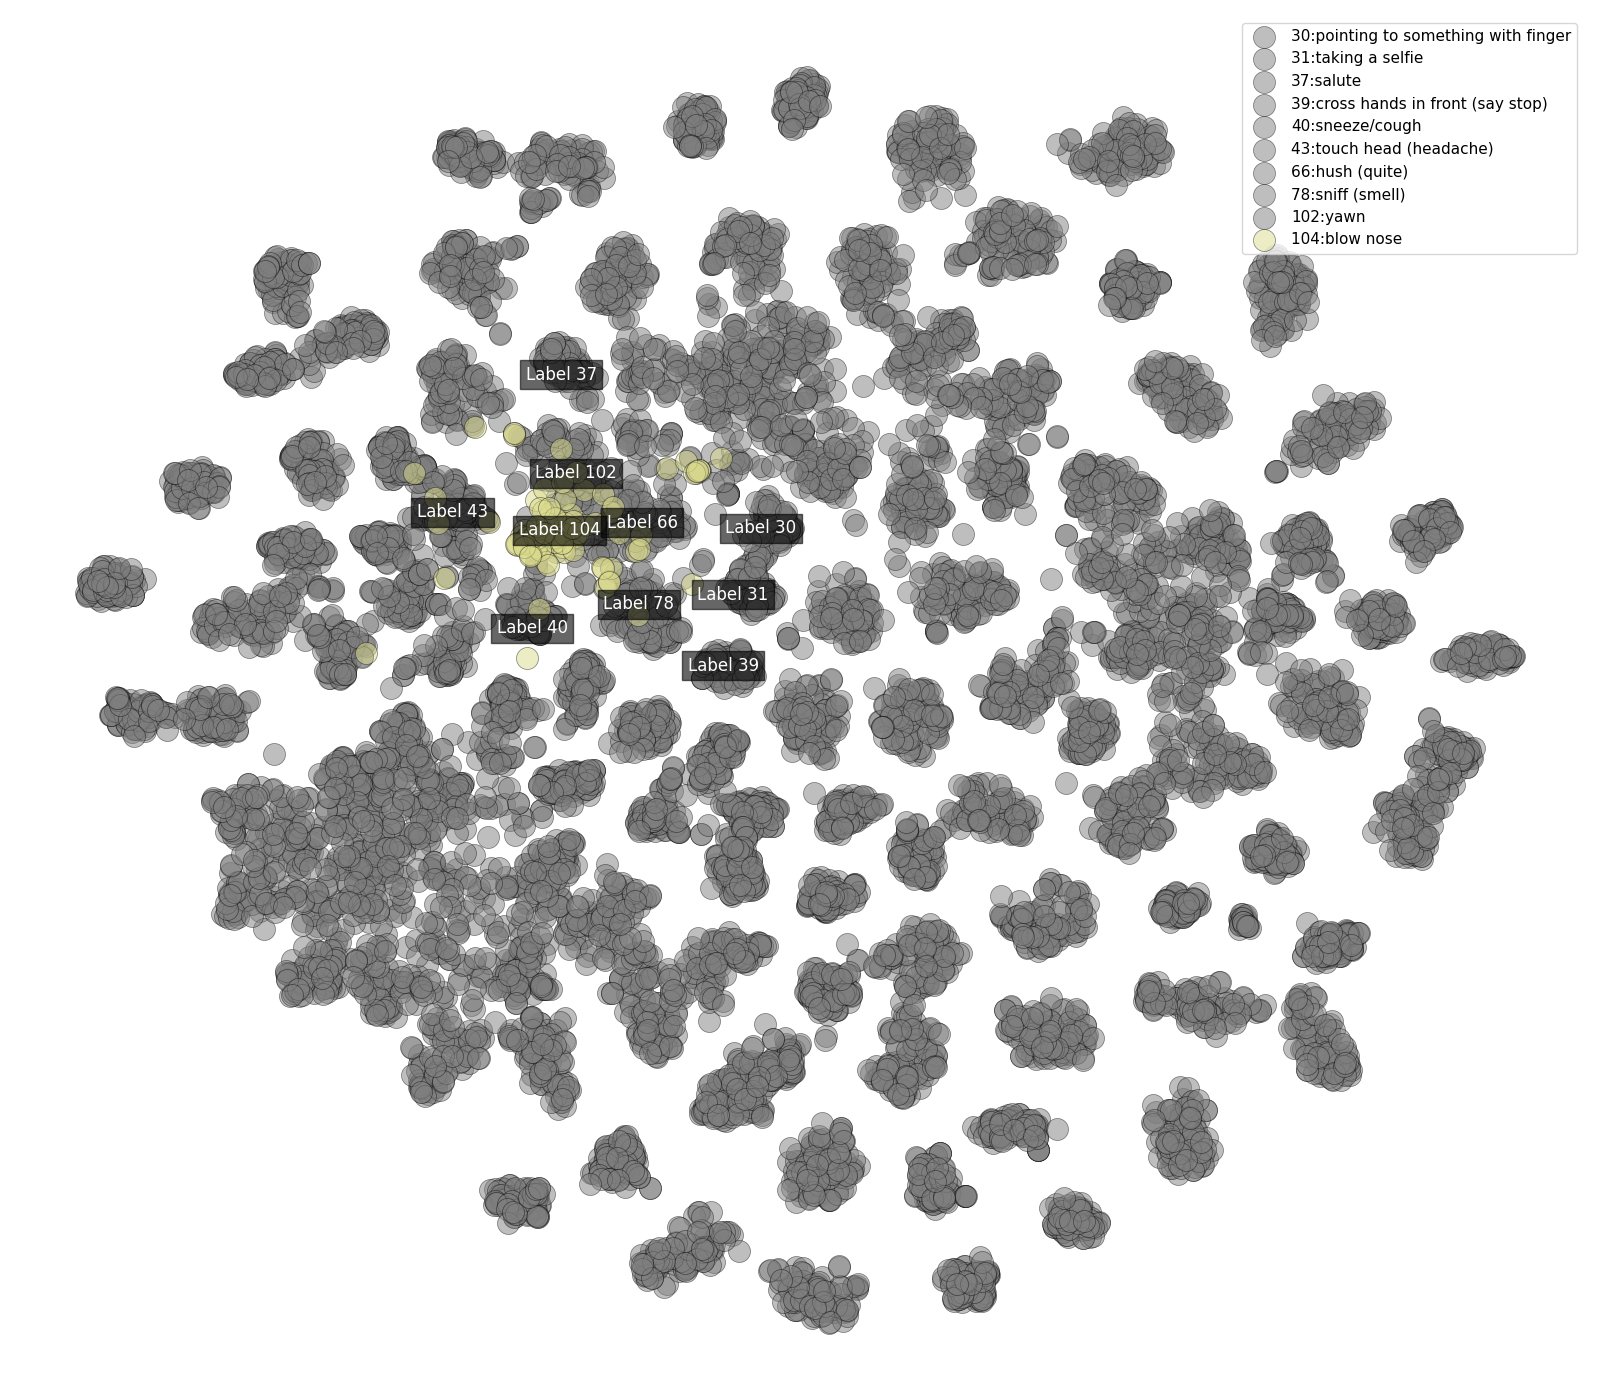 30:pointing to something with finger
31:taking a selfie
37:salute
39:cross hands in front (say stop)
40:sneeze/cough
43:touch head (headache)
66:hush (quite)
78:sniff (smell)
102:yawn
104:blow nose
Label 37
Label 102
Label 43
Label 104
Label 66
Label 30
Label 31
Label 78
Label 40
Label 39